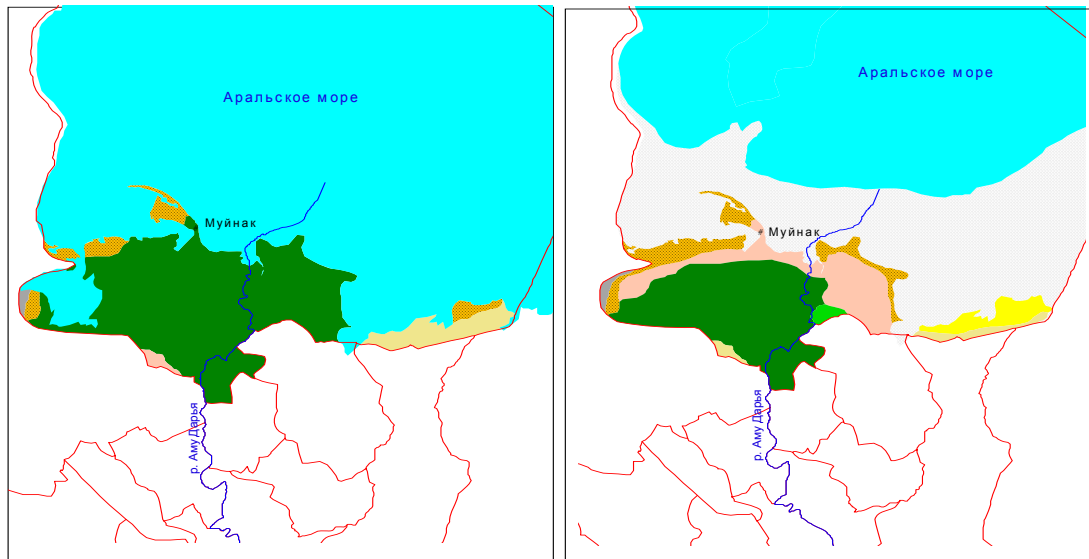 Аральское море
Муйнак
р. Аму Дарья
Аральское море
Муйнак
р. Аму Дарья